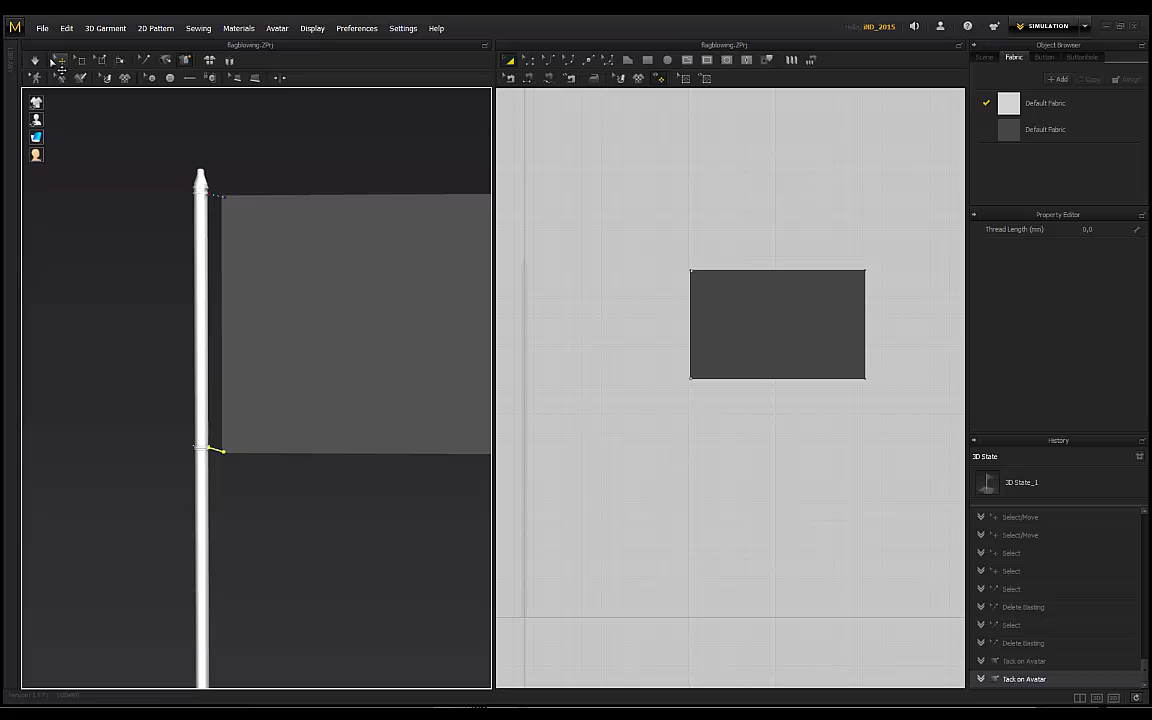 M File Edit 3D Garment 2D Pattern Sewing Materials Avatar Display Preferences Settings Help Hello, iND_2015 SIMULATION
flagblowing.ZPrj flagblowing.ZPrj Object Browser
Scene Fabric Button Buttonhole
+ Add Copy Assign
Default Fabric
Default Fabric
Property Editor
Thread Length (mm) 0,0
History
3D State
3D State_1
Select/Move
Select/Move
Select
Select
Select
Delete Basting
Select
Delete Basting
Tack on Avatar
Tack on Avatar